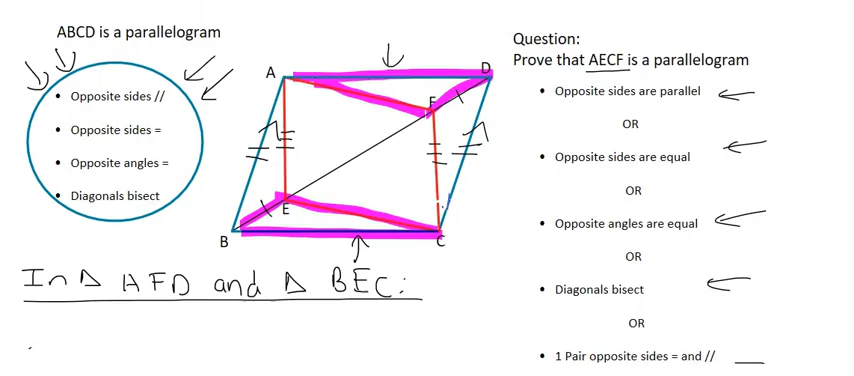 ABCD is a parallelogram
• Opposite sides //
• Opposite sides =
• Opposite angles =
• Diagonals bisect
A
D
F
E
B
C
In Δ AFD and Δ BEC:
Question:
Prove that AECF is a parallelogram
• Opposite sides are parallel
OR
• Opposite sides are equal
OR
• Opposite angles are equal
OR
• Diagonals bisect
OR
• 1 Pair opposite sides = and //